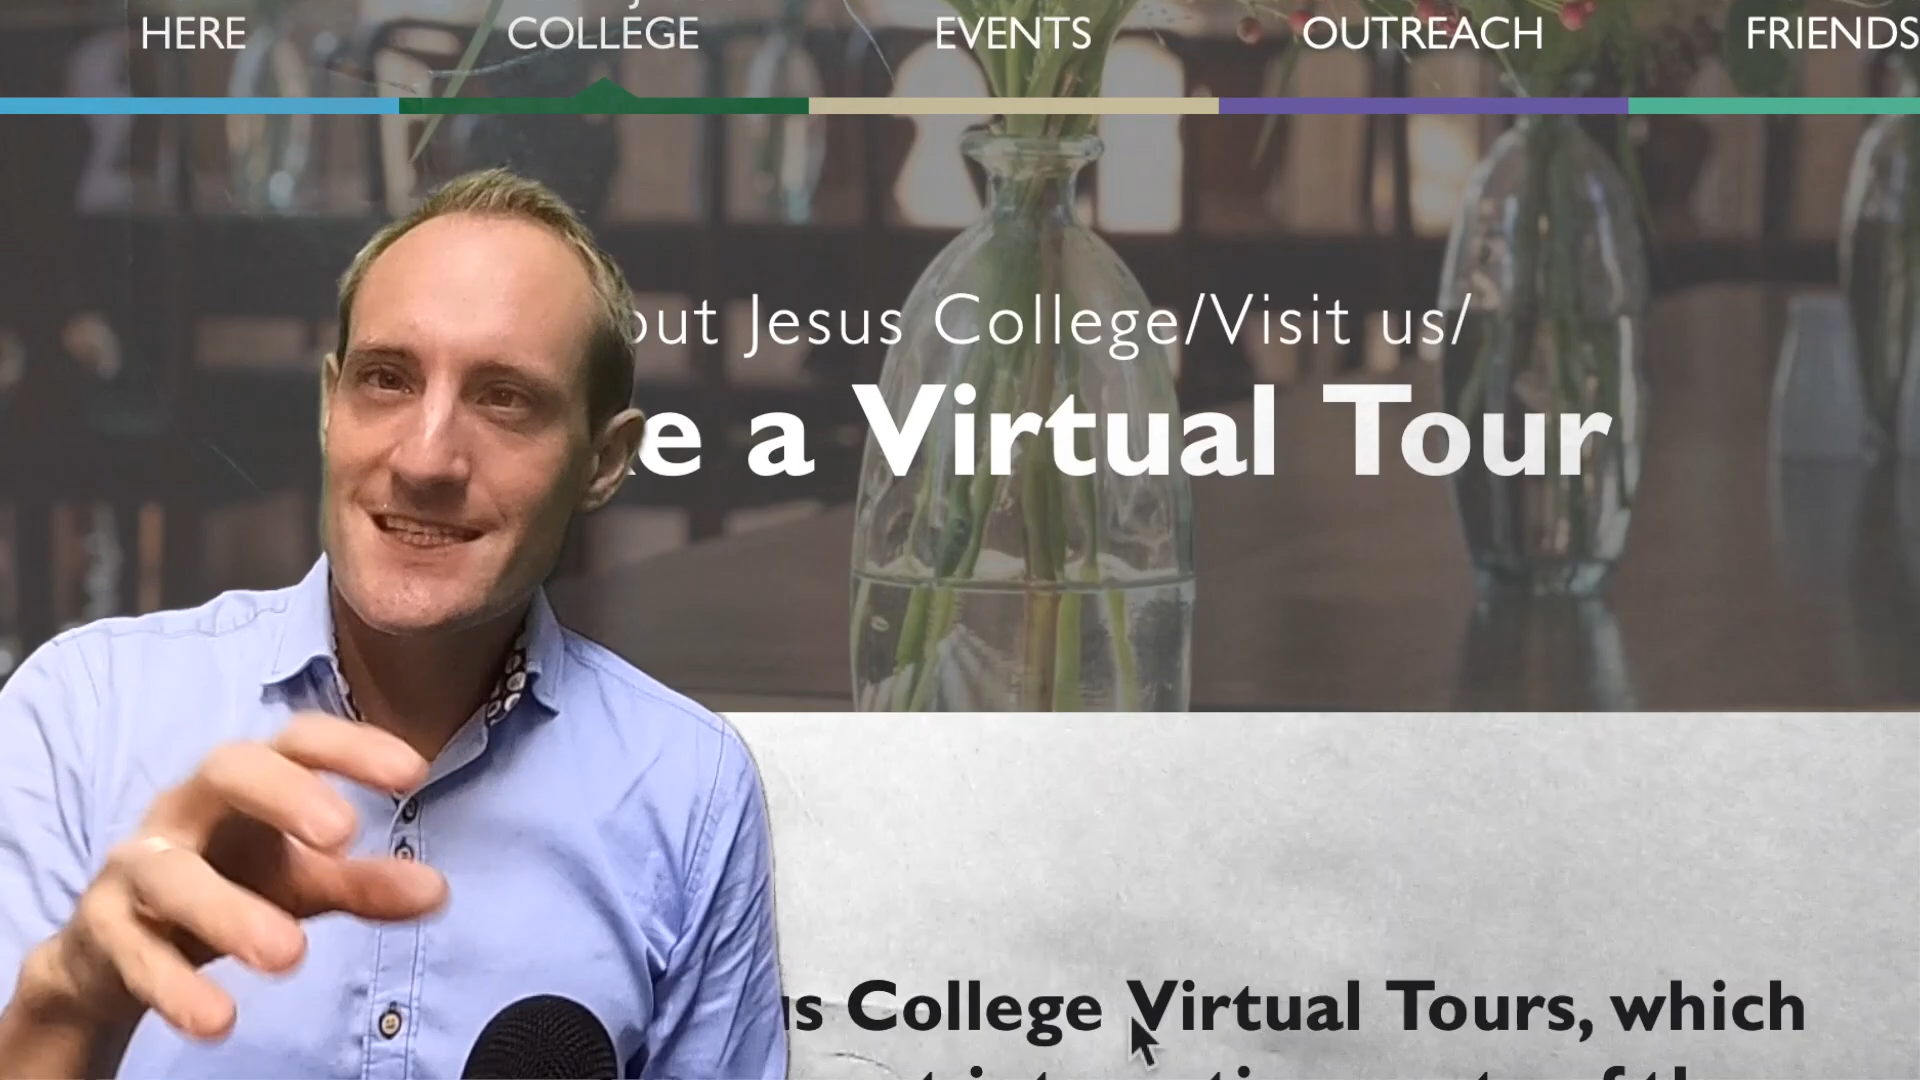 HERE COLLEGE EVENTS OUTREACH FRIENDS
out Jesus College/Visit us/
a Virtual Tour
College Virtual Tours, which